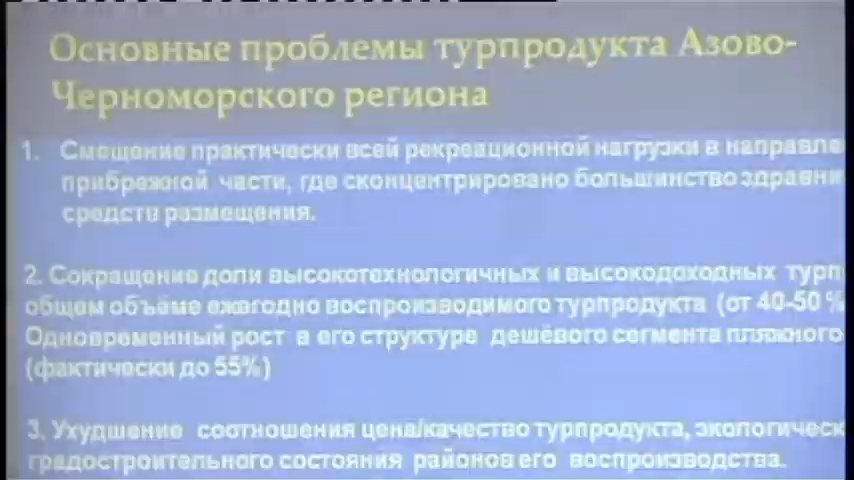 Основные проблемы турпродукта Азово-
Черноморского региона
1. Смещение практически всей рекреационной нагрузки в направле
прибрежной части, где сконцентрировано большинство здравни
средств размещения.
2. Сокращение доли высокотехнологичных и высокодоходных турп
общем объёме ежегодно воспроизводимого турпродукта (от 40-50 %
Одновременный рост в его структуре дешёвого сегмента пляжного
(фактически до 55%)
3. Ухудшение соотношения цена/качество турпродукта, экологическ
градостроительного состояния районов его воспроизводства.